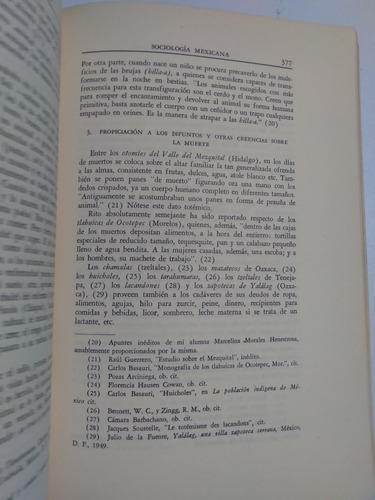 SOCIOLOGÍA MEXICANA
377
Por otra parte, cuando nace un niño se procura precaverlo de los male-
ficios de las brujas (billa-a), a quienes se considera capaces de trans-
figurarse en la noche en bestias. "Los animales escogidos con más
frecuencia para esta transfiguración son el cerdo y el mono. Creen que
para romper el encantamiento y devolver al animal su forma humana
primitiva, basta azotarle el cuerpo con un ceñidor o un trapo cualquiera
empapado en orines. Es la manera de atrapar a las billa-a." (20)
3. PROPICIACIÓN A LOS DIFUNTOS Y OTRAS CREENCIAS SOBRE
LA MUERTE
Entre los otomíes del Valle del Mezquital (Hidalgo), en los días
de muertos se coloca sobre el altar familiar la tan generalizada ofrenda
a las almas, consistente en frutas, dulces, agua, atole blanco etc. Tam-
bién se ponen panes "de muerto" figurando ora una mano con los
dedos crispados, ya un cuerpo humano completo en diferentes tamaños.
"Antiguamente se acostumbraban unos panes en forma de pezuña de
animal." (21) Nótese este dato totémico.
Rito absolutamente semejante ha sido reportado respecto de los
tlahuicas de Ocotepec (Morelos), quienes, además, "dentro de las cajas
de los muertos depositan alimentos, a la hora del entierro: tortillas
especiales de reducido tamaño, tequesquite, pan y un calabazo pequeño
lleno de agua bendita. A las mujeres casadas, además, una escoba; y a
los hombres, su machete de trabajo". (22)
Los chamulas (tzeltales), (23) los mazatecos de Oaxaca, (24)
los huicholes, (25) los tarahumaras, (26) los tzeltales de Teneja-
pa, (27) los lacandones (28) y los zapotecas de Yalálag (Oaxa-
ca), (29) proveen también a los cadáveres de sus deudos de ropa,
alimentos, agujas, hilo para zurcir, peine, dinero, recipientes para
comidas y bebidas, licor, sombrero, leche materna si se trata de un
lactante, etc.
(20) Apuntes inéditos de mi alumna Marcelina Morales Henestrosa,
amablemente proporcionados por la misma.
(21) Raúl Guerrero, "Estudio sobre el Mezquital", inédito.
(22) Carlos Basauri, "Monografía de los tlahuicas de Ocotepec, Mor.", cit.
(23) Pozas Arciniega, ob. cit.
(24) Florencia Hausen Cowan, ob. cit.
(25) Carlos Basauri, "Huicholes", en La población indígena de Mé-
xico cit.
(26) Bennett, W. C., y Zingg, R. M., ob. cit.
(27) Cámara Barbachano, ob. cit.
(28) Jacques Soustelle, "Le totémisme des lacandons", cit.
(29) Julio de la Fuente, Yalálag, una villa zapoteca serrana, México,
D. F., 1949.